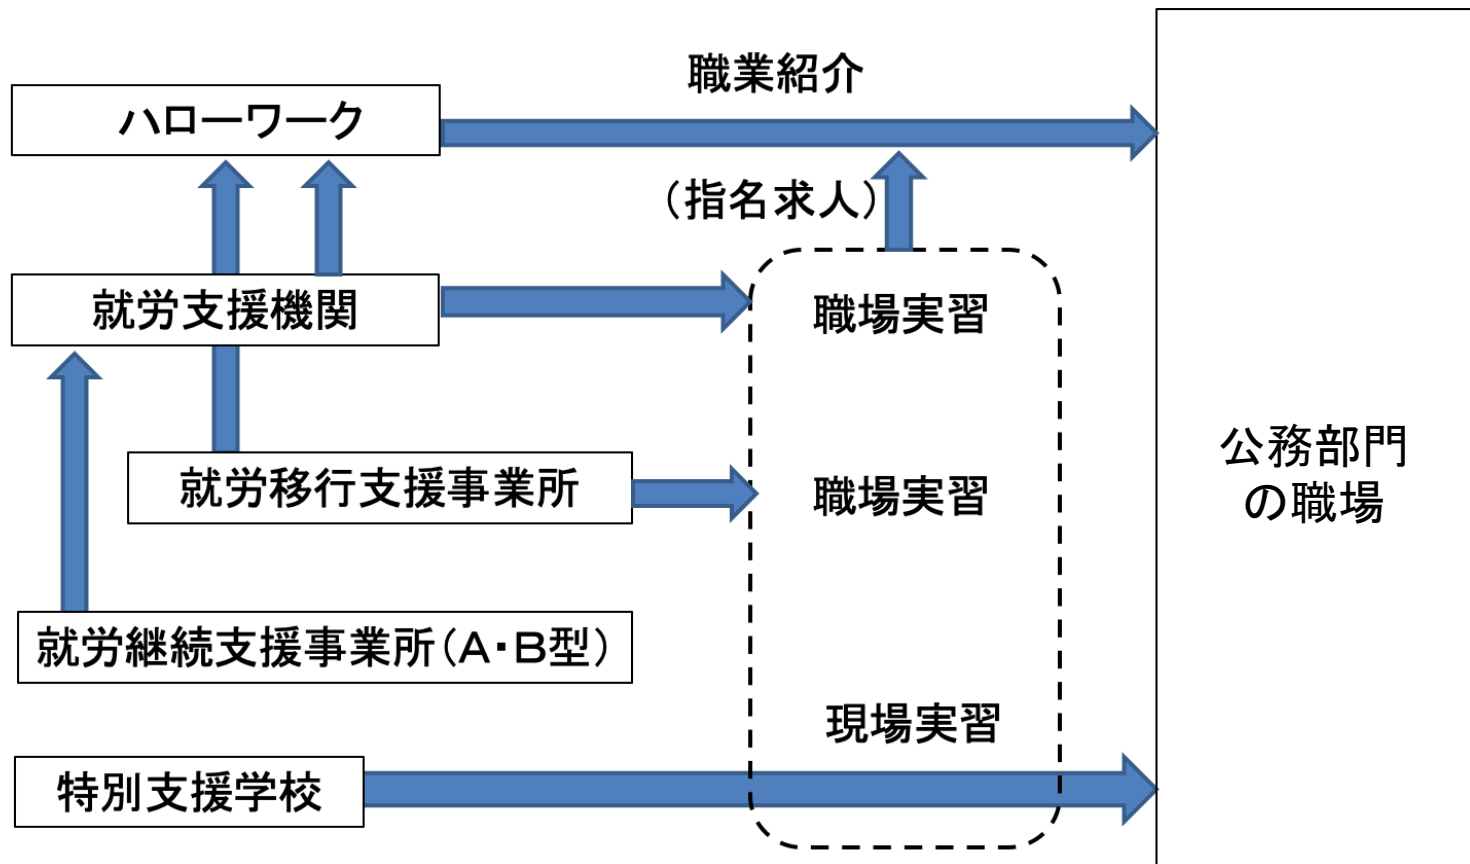 職業紹介
ハローワーク
（指名求人）
就労支援機関
職場実習
就労移行支援事業所
職場実習
公務部門
の職場
就労継続支援事業所（A・B型）
現場実習
特別支援学校